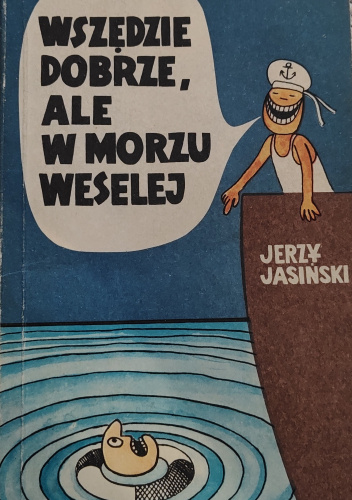 WSZĘDZIE
DOBRZE,
ALE
W MORZU
WESELEJ
JERZY
JASIŃSKI